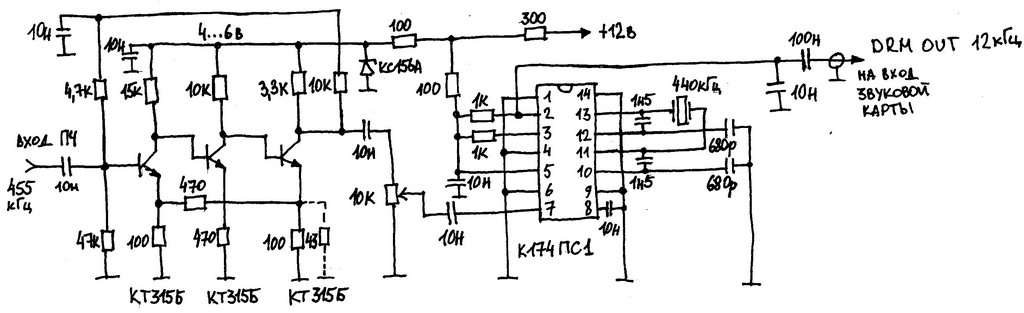 10н
4...6в
10н
100
300
+12в
КС156А
4,7к
15к
10к
3,3к
10к
100
1К
1К
10н
1
2
3
4
5
6
7
14
13
12
11
10
9
8
К174ПС1
440кГц
1н5
1н5
680р
680р
10н
100н
10н
DRM OUT 12кГц
НА ВХОД
ЗВУКОВОЙ
КАРТЫ
ВХОД ПЧ
455
кГц
10н
470
47к
100
470
100
43
КТ315Б
КТ315Б
КТ315Б
10н
10к
10н